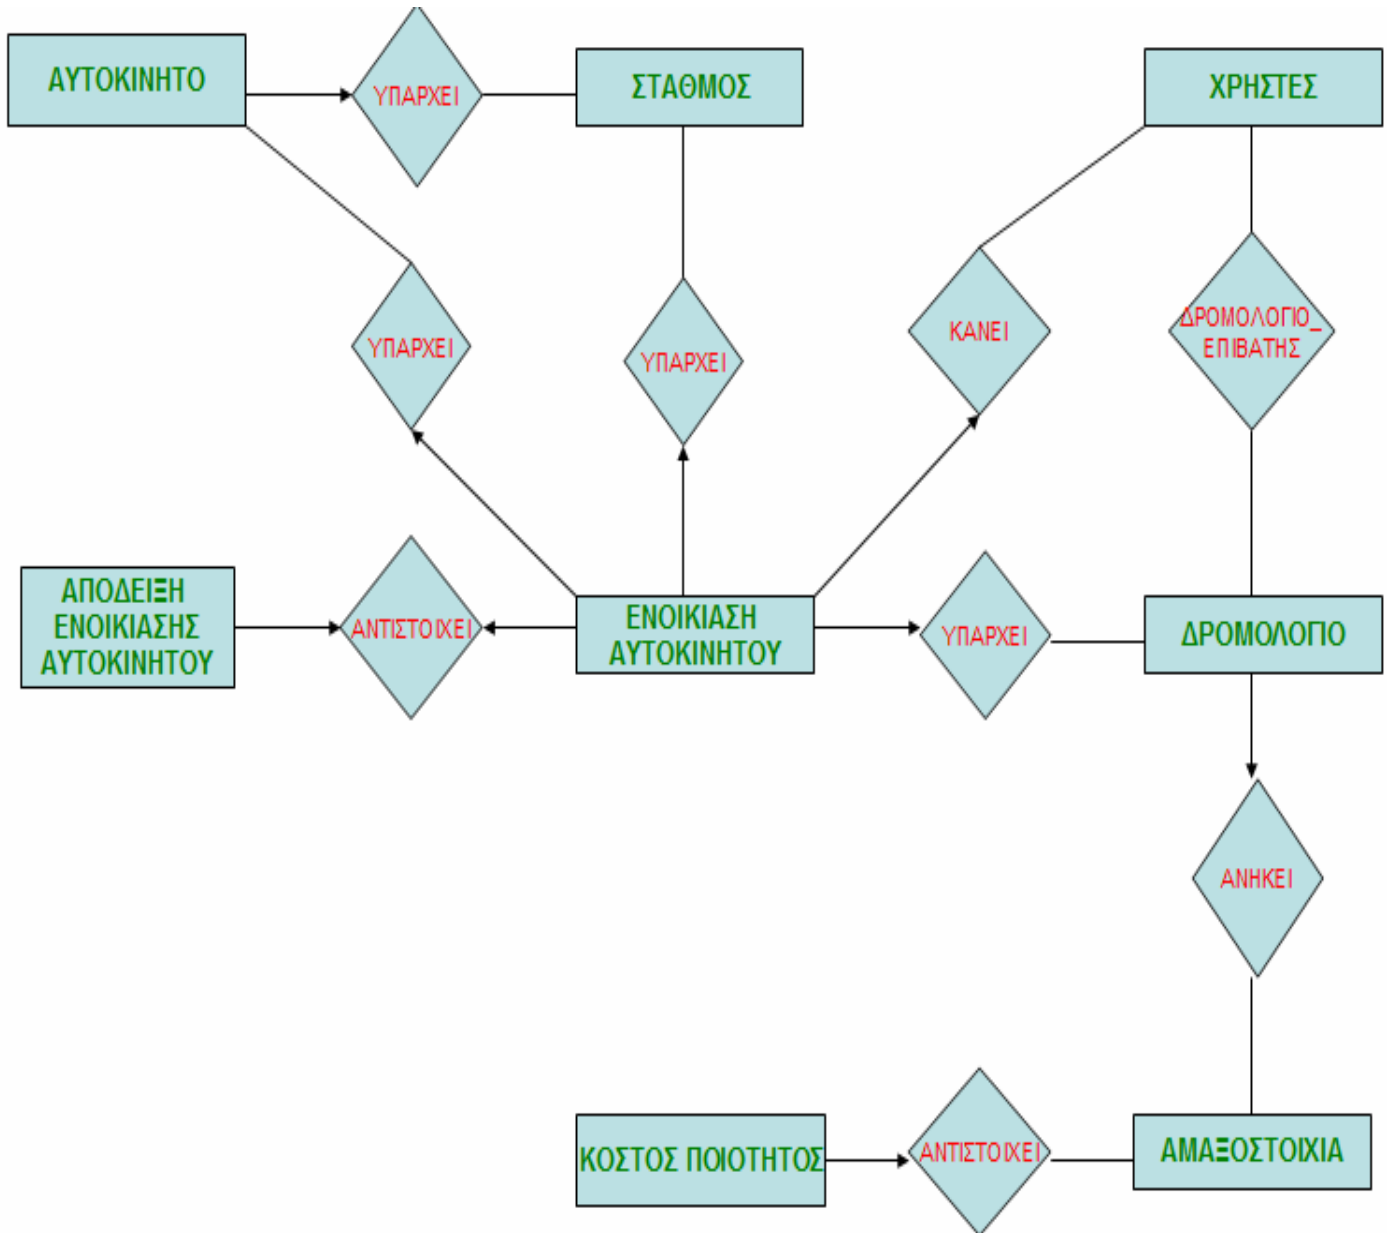 ΑΥΤΟΚΙΝΗΤΟ
ΥΠΑΡΧΕΙ
ΣΤΑΘΜΟΣ
ΧΡΗΣΤΕΣ
ΥΠΑΡΧΕΙ
ΥΠΑΡΧΕΙ
ΚΑΝΕΙ
ΔΡΟΜΟΛΟΓΙΟ_
ΕΠΙΒΑΤΗΣ
ΑΠΟΔΕΙΞΗ
ΕΝΟΙΚΙΑΣΗΣ
ΑΥΤΟΚΙΝΗΤΟΥ
ΑΝΤΙΣΤΟΙΧΕΙ
ΕΝΟΙΚΙΑΣΗ
ΑΥΤΟΚΙΝΗΤΟΥ
ΥΠΑΡΧΕΙ
ΔΡΟΜΟΛΟΓΙΟ
ΑΝΗΚΕΙ
ΚΟΣΤΟΣ ΠΟΙΟΤΗΤΟΣ
ΑΝΤΙΣΤΟΙΧΕΙ
ΑΜΑΞΟΣΤΟΙΧΙΑ